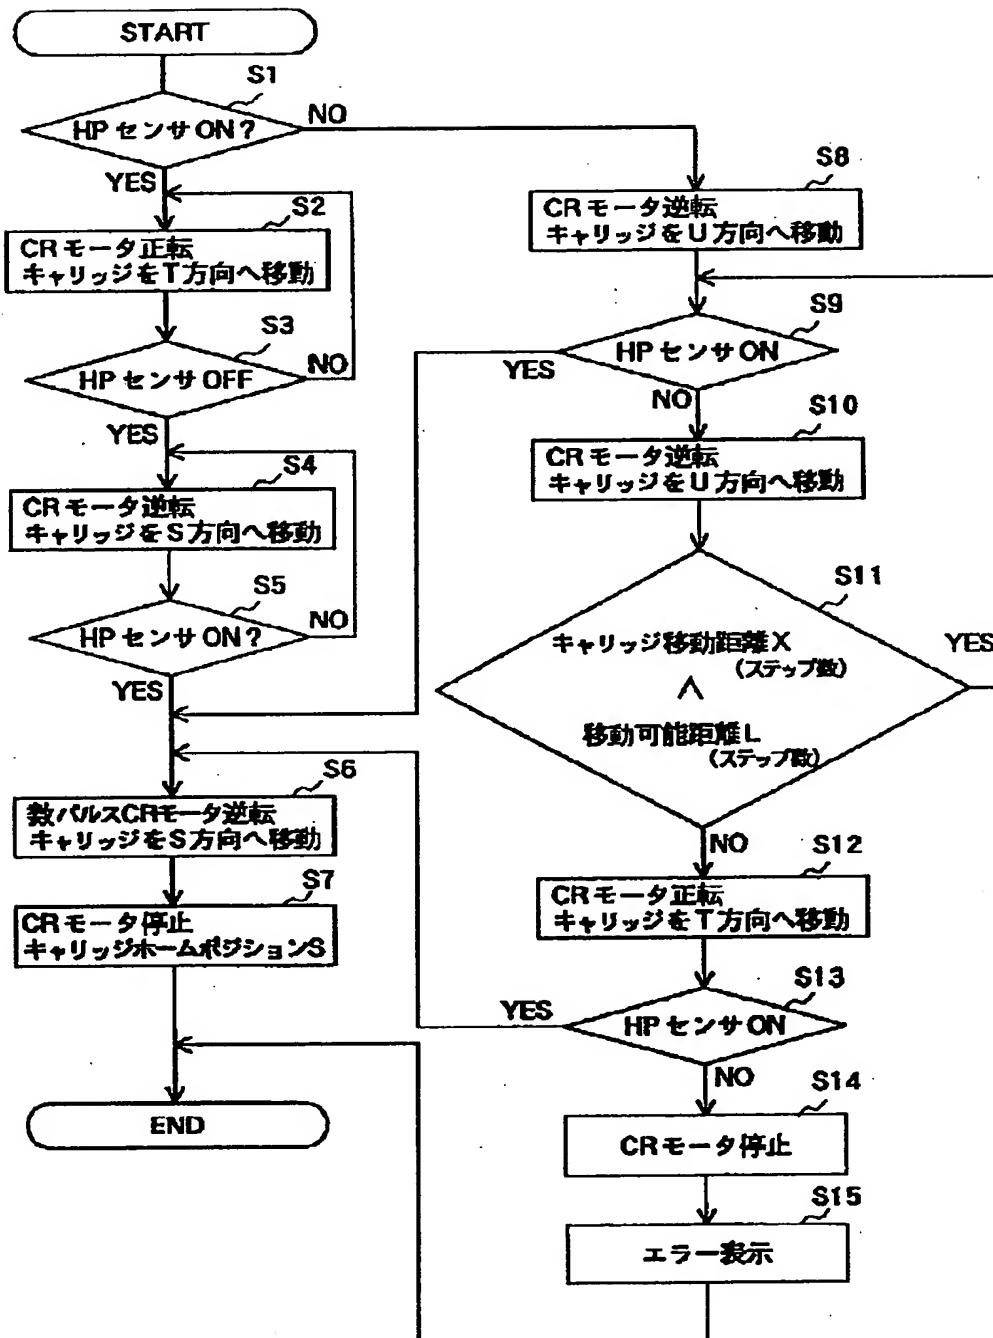 START
S1
HP センサ ON ?
NO
YES
S2
CR モータ正転
キャリッジを T 方向へ移動
S3
HP センサ OFF
NO
YES
S4
CR モータ逆転
キャリッジを S 方向へ移動
S5
HP センサ ON ?
NO
YES
S6
数パルスCRモータ逆転
キャリッジを S 方向へ移動
S7
CR モータ停止
キャリッジホームポジションS
END
S8
CR モータ逆転
キャリッジを U 方向へ移動
S9
HP センサ ON
YES
NO
S10
CR モータ逆転
キャリッジを U 方向へ移動
S11
キャリッジ移動距離 X
(ステップ数)
∧
移動可能距離 L
(ステップ数)
YES
NO
S12
CR モータ正転
キャリッジを T 方向へ移動
S13
HP センサ ON
YES
NO
S14
CR モータ停止
S15
エラー表示